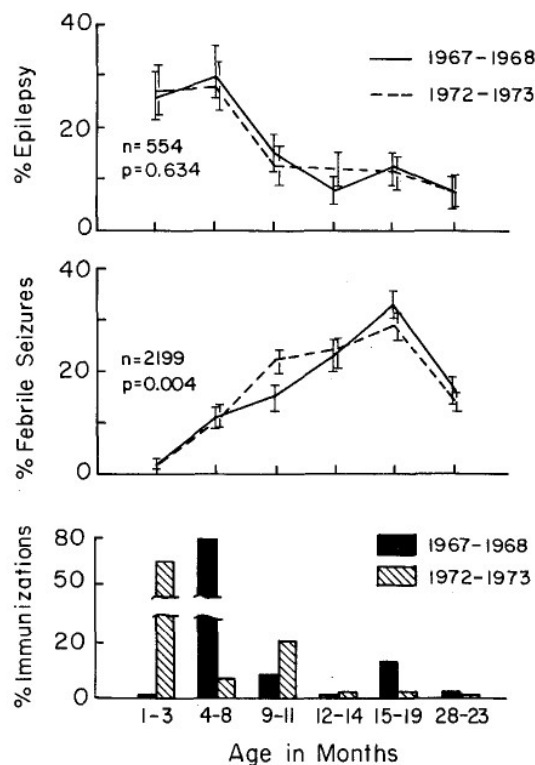 40
20
0
% Epilepsy
1967-1968
1972-1973
n=554
p=0.634
40
20
0
% Febrile Seizures
n=2199
p=0.004
80
50
20
0
% Immunizations
1967-1968
1972-1973
1-3 4-8 9-11 12-14 15-19 28-23
Age in Months